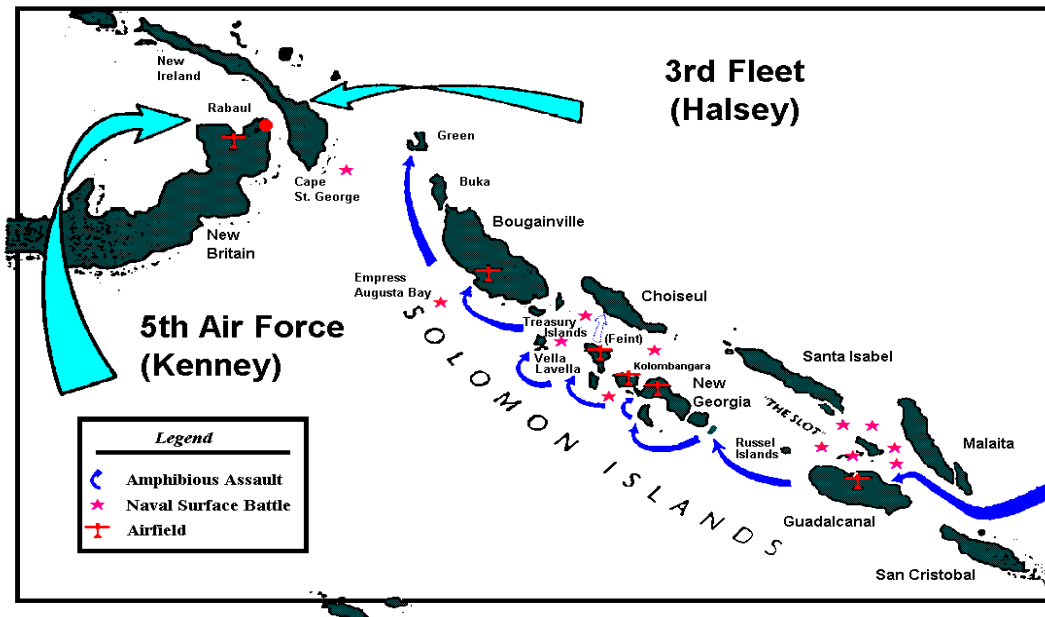 3rd Fleet
(Halsey)
New
Ireland
Rabaul
Green
Cape
St. George
Buka
Bougainville
New
Britain
Empress
Augusta Bay
Choiseul
5th Air Force
(Kenney)
Treasury
Islands
(Feint)
Vella
Lavella
Kolombangara
Santa Isabel
New
Georgia
"THE SLOT"
Russel
Islands
Malaita
Guadalcanal
San Cristobal
SOLOMON ISLANDS
Legend
Amphibious Assault
Naval Surface Battle
Airfield